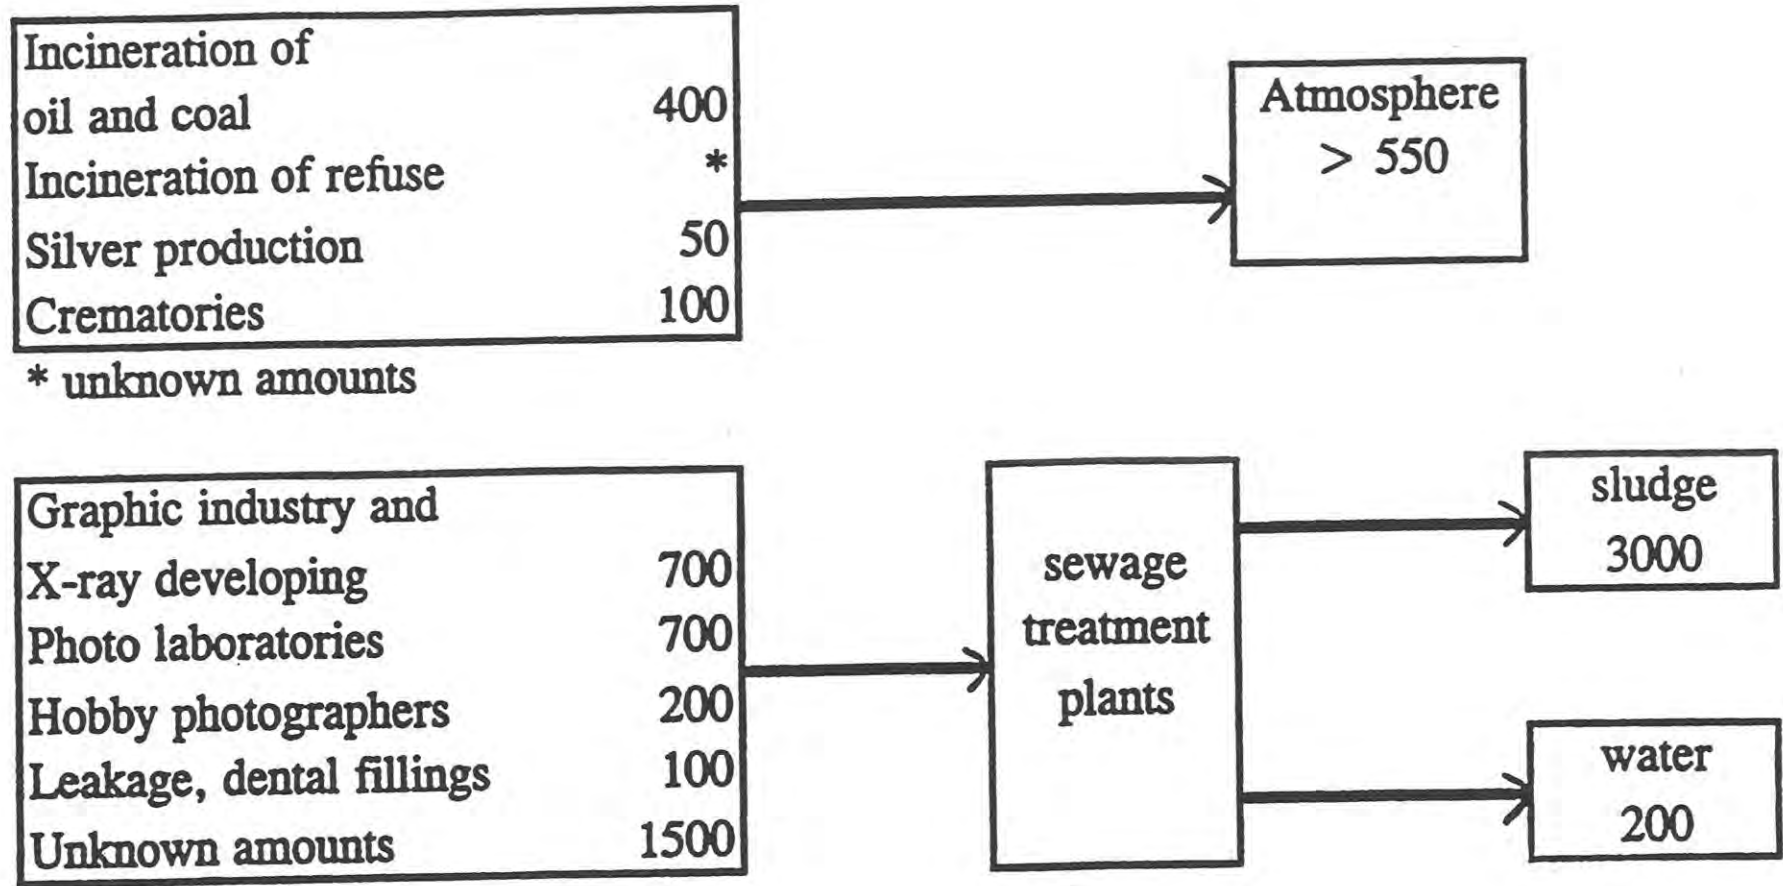 Incineration of
oil and coal 400
Incineration of refuse *
Silver production 50
Crematories 100
* unknown amounts
Atmosphere
> 550
Graphic industry and
X-ray developing 700
Photo laboratories 700
Hobby photographers 200
Leakage, dental fillings 100
Unknown amounts 1500
sewage
treatment
plants
sludge
3000
water
200